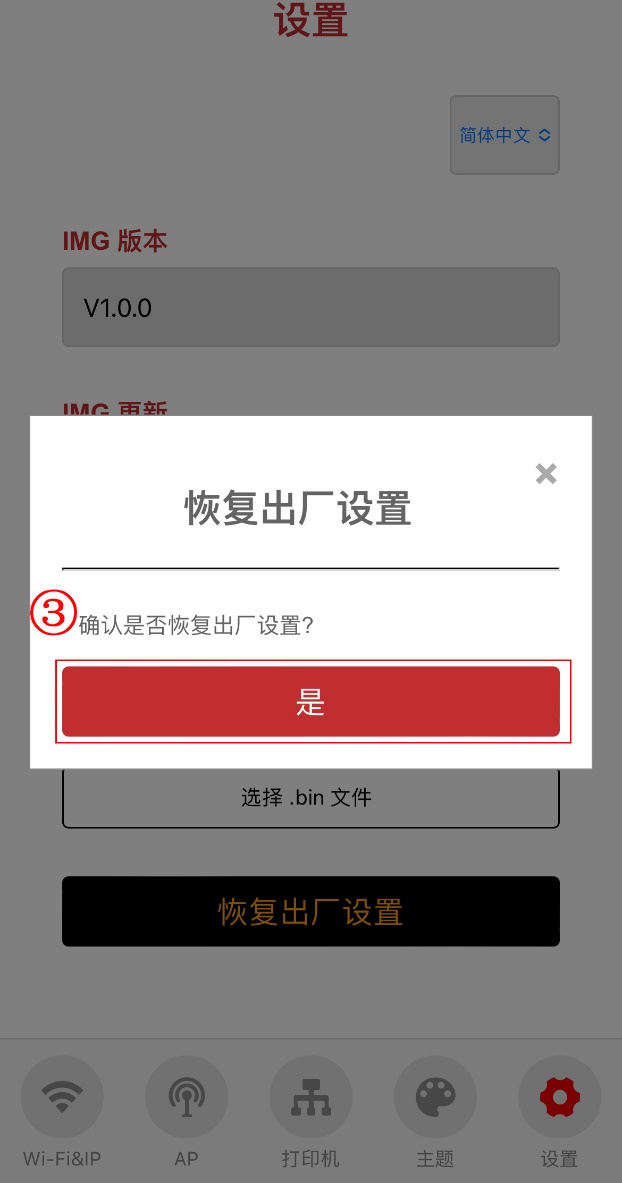 设置
简体中文
IMG 版本
V1.0.0
IMG 更新
×
恢复出厂设置
③
确认是否恢复出厂设置?
是
选择 .bin 文件
恢复出厂设置
Wi-Fi&IP AP 打印机 主题 设置